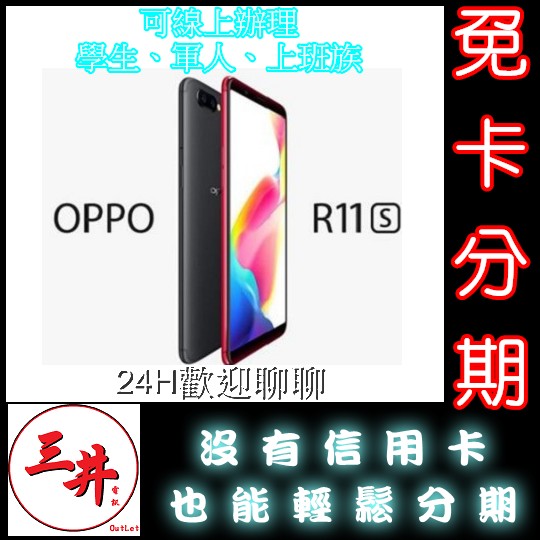 可線上辦理
學生、軍人、上班族
免卡分期
OPPO
R11s
24H歡迎聊聊
三井
電訊
OutLet
沒有信用卡
也能輕鬆分期